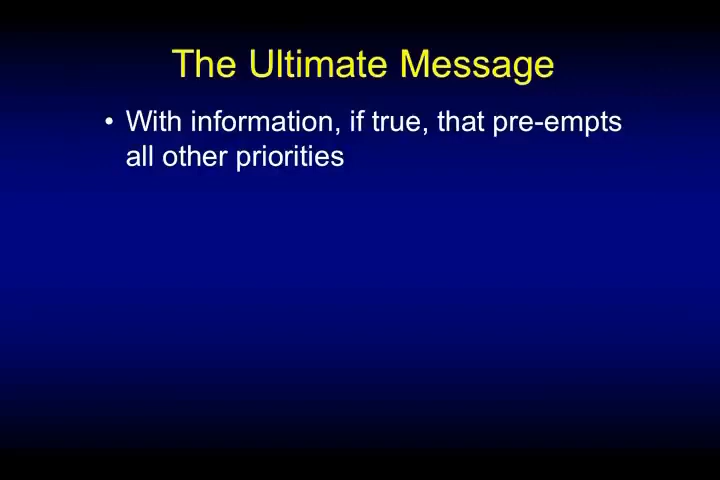 The Ultimate Message
• With information, if true, that pre-empts
all other priorities